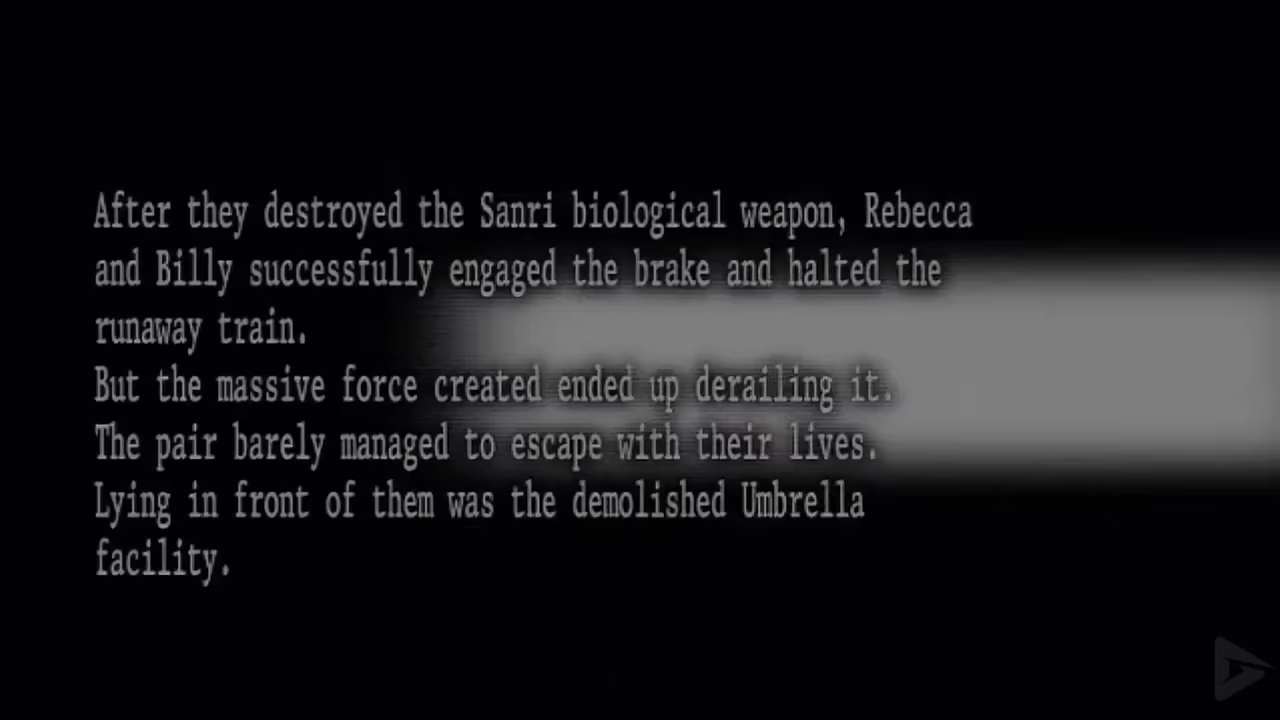 After they destroyed the Sanri biological weapon, Rebecca
and Billy successfully engaged the brake and halted the
runaway train.
But the massive force created ended up derailing it.
The pair barely managed to escape with their lives.
Lying in front of them was the demolished Umbrella
facility.